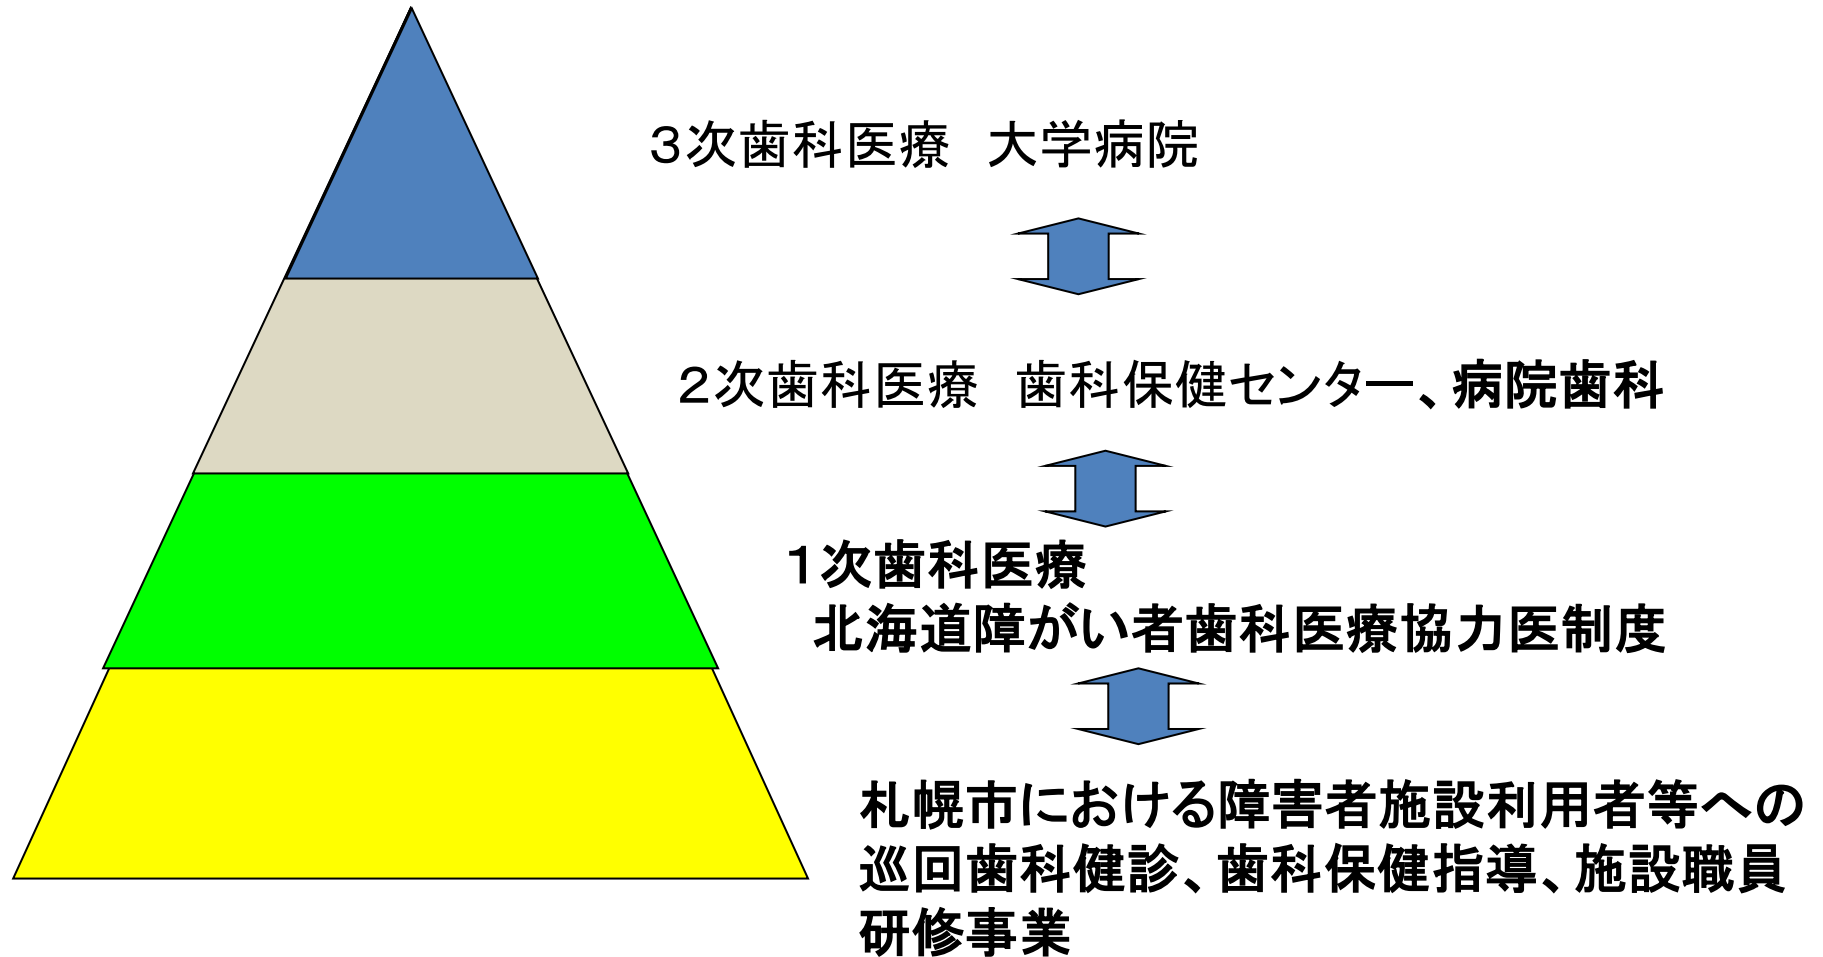 ３次歯科医療　大学病院
２次歯科医療　歯科保健センター、病院歯科
１次歯科医療
北海道障がい者歯科医療協力医制度
札幌市における障害者施設利用者等への
巡回歯科健診、歯科保健指導、施設職員
研修事業